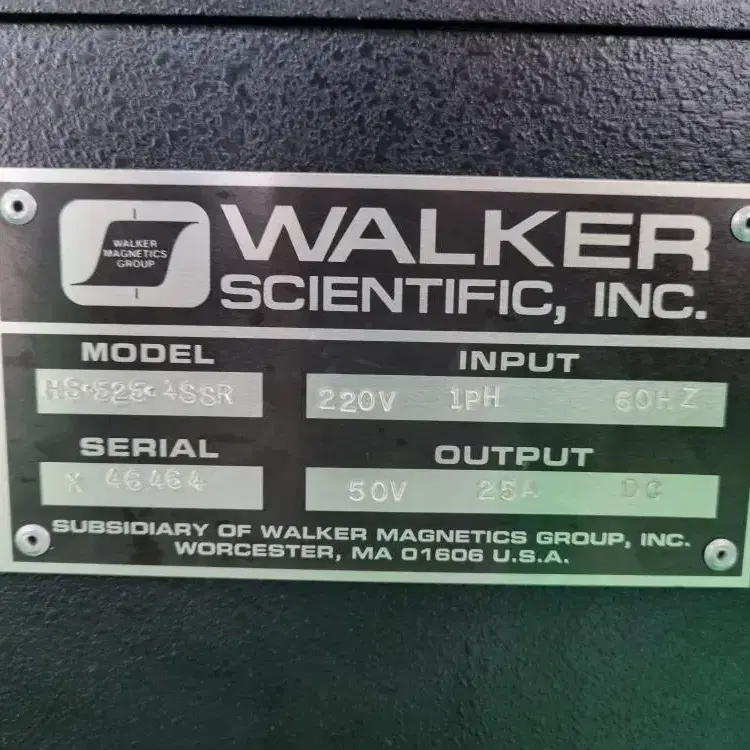 WALKER
MAGNETICS
GROUP
WALKER
SCIENTIFIC, INC.
MODEL
HS-525-4SSR
INPUT
220V 1PH 60HZ
SERIAL
X 46464
OUTPUT
50V 25A DC
SUBSIDIARY OF WALKER MAGNETICS GROUP, INC.
WORCESTER, MA 01606 U.S.A.